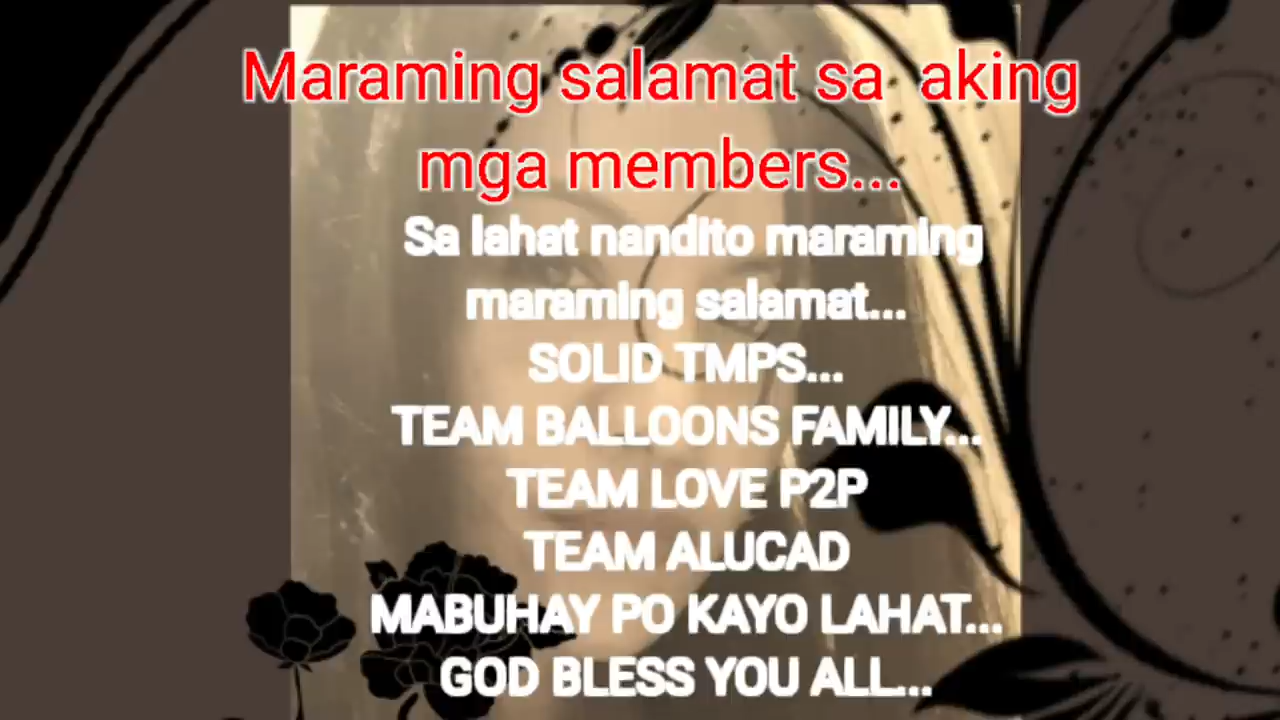 Maraming salamat sa aking
mga members...
Sa lahat nandito maraming
maraming salamat...
SOLID TMPS...
TEAM BALLOONS FAMILY...
TEAM LOVE P2P
TEAM ALUCAD
MABUHAY PO KAYO LAHAT...
GOD BLESS YOU ALL...